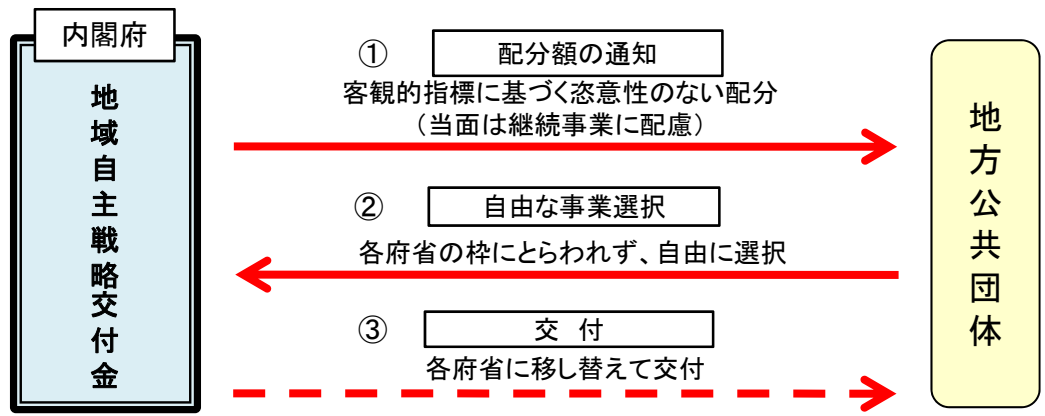 内閣府
地域自主戦略交付金
① 配分額の通知
客観的指標に基づく恣意性のない配分
（当面は継続事業に配慮）
② 自由な事業選択
各府省の枠にとらわれず、自由に選択
③ 交 付
各府省に移し替えて交付
地方公共団体